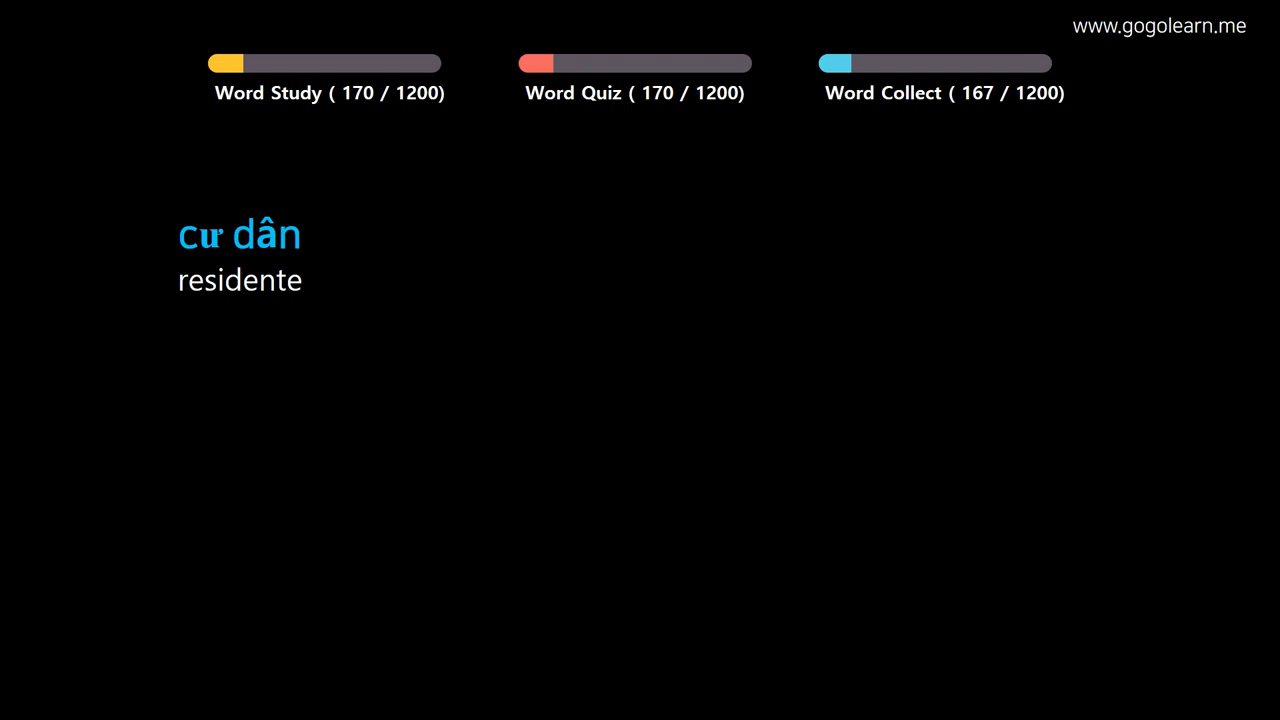 www.gogolearn.me
Word Study ( 170 / 1200)
Word Quiz ( 170 / 1200)
Word Collect ( 167 / 1200)
cư dân
residente